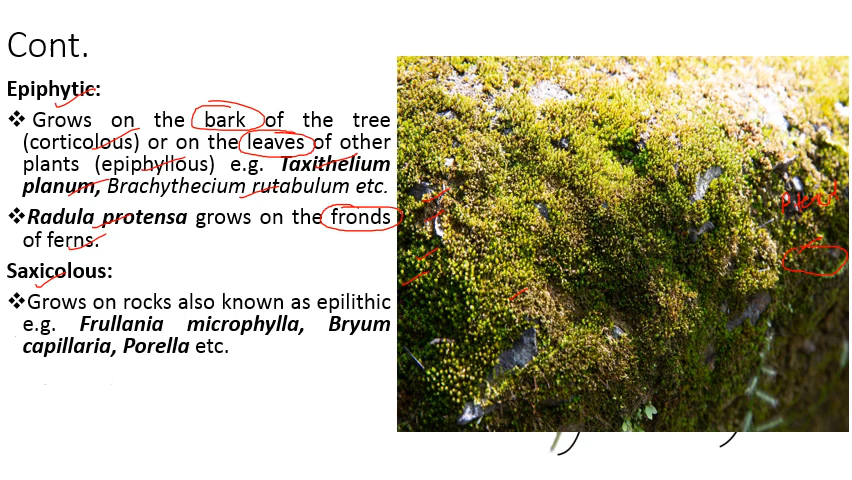 Cont.
Epiphytic:
❖ Grows on the bark of the tree
(corticolous) or on the leaves of other
plants (epiphyllous) e.g. Taxithelium
planum, Brachythecium rutabulum etc.
❖Radula protensa grows on the fronds
of ferns.
Saxicolous:
❖Grows on rocks also known as epilithic
e.g. Frullania microphylla, Bryum
capillaria, Porella etc.